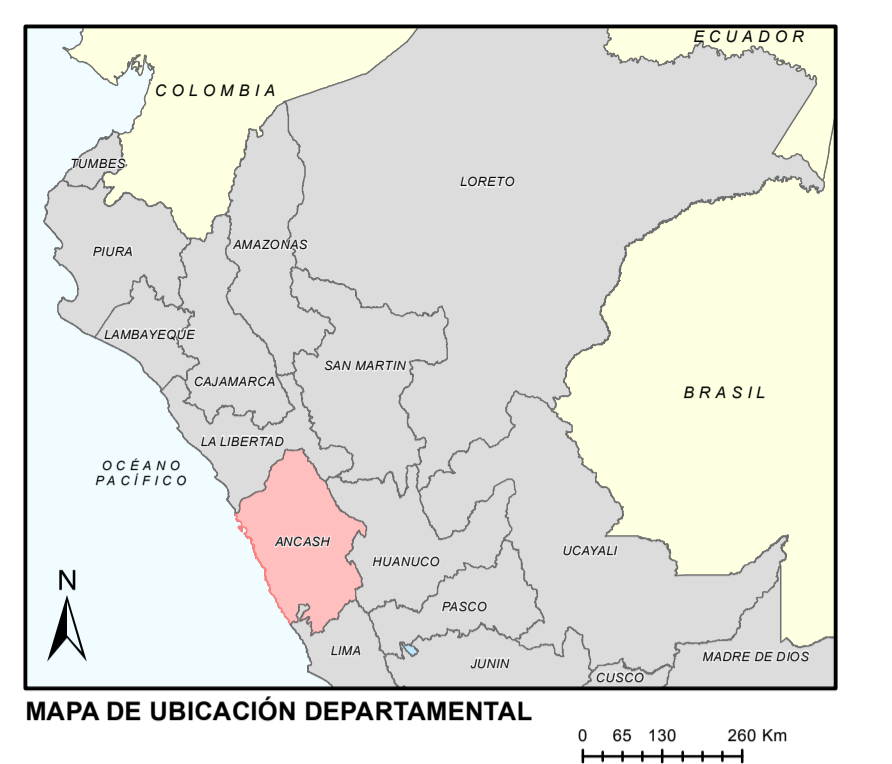 ECUADOR
COLOMBIA
TUMBES
LORETO
AMAZONAS
PIURA
LAMBAYEQUE
SAN MARTIN
CAJAMARCA
BRASIL
LA LIBERTAD
OCÉANO
PACÍFICO
ANCASH
UCAYALI
HUANUCO
N
PASCO
LIMA
MADRE DE DIOS
JUNIN
CUSCO
MAPA DE UBICACIÓN DEPARTAMENTAL
0 65 130 260 Km